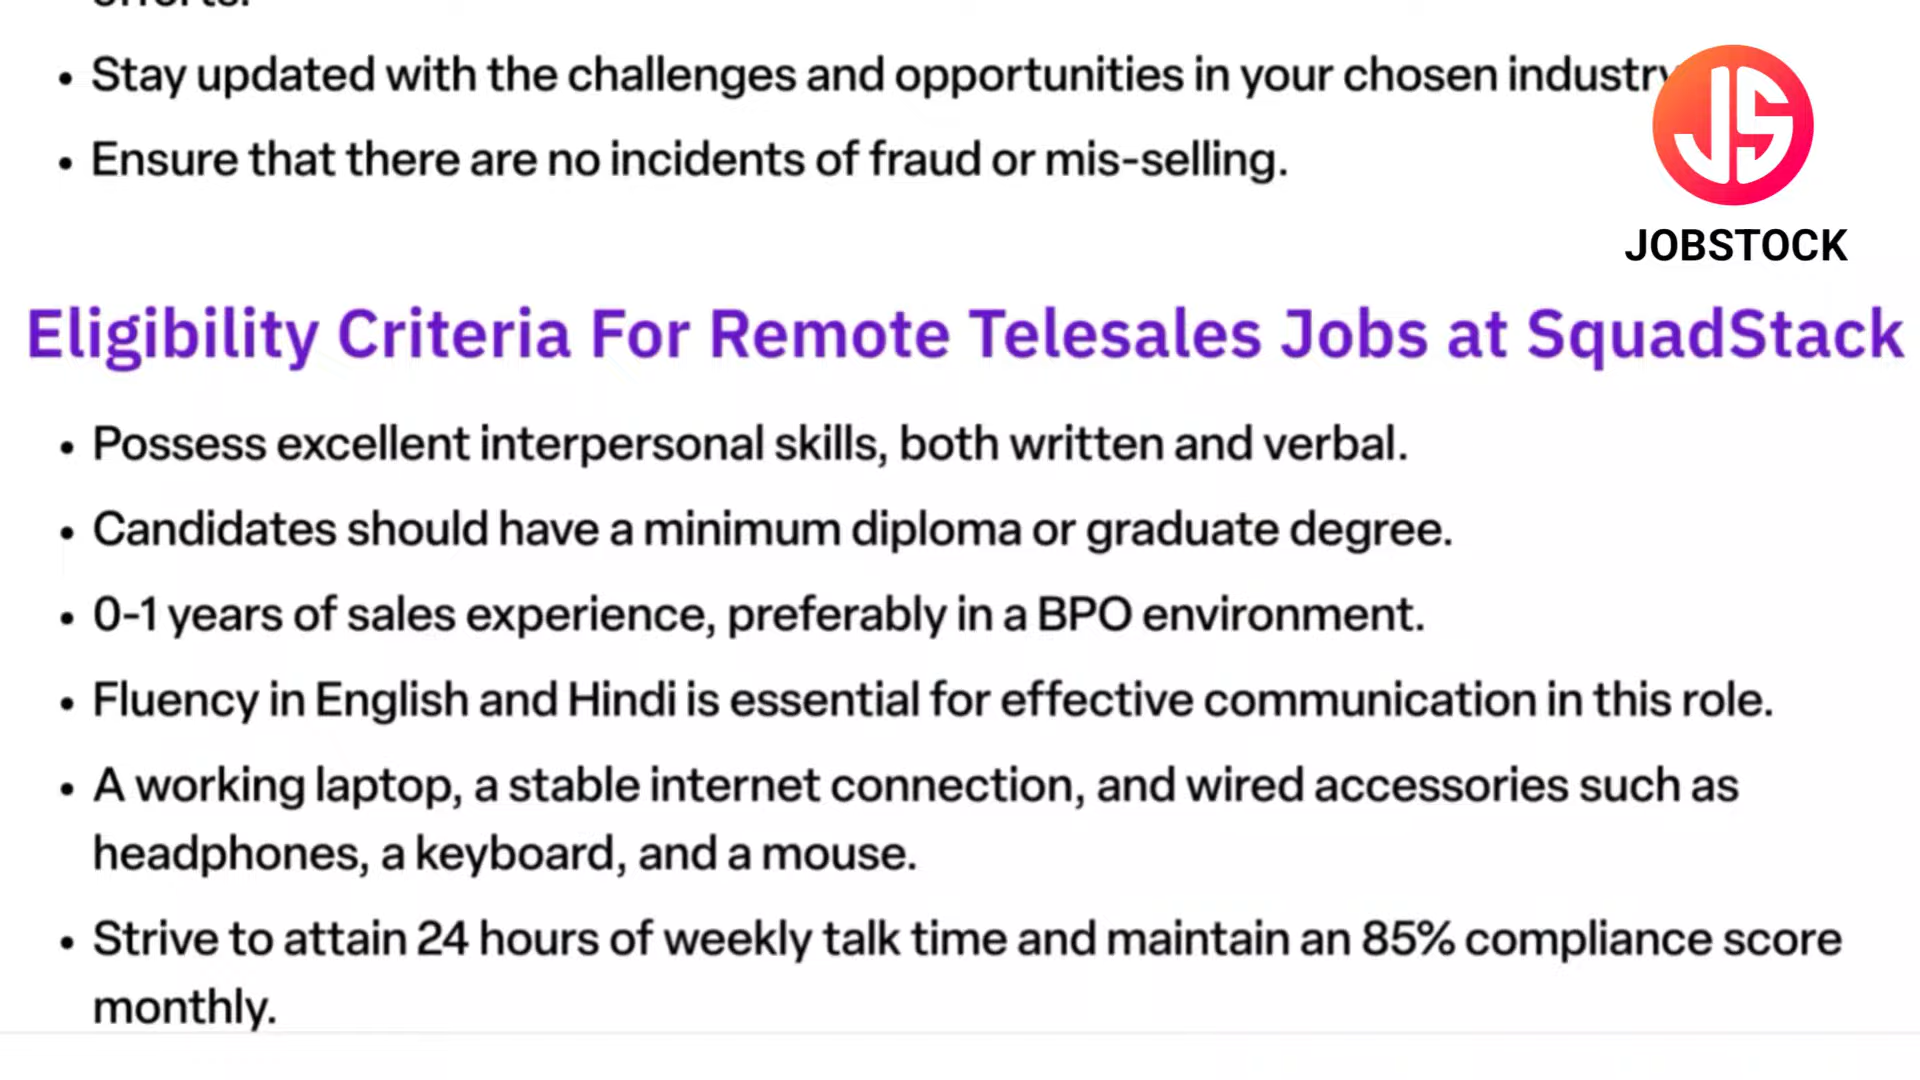 efforts.
• Stay updated with the challenges and opportunities in your chosen industry
• Ensure that there are no incidents of fraud or mis-selling.
JS
JOBSTOCK
Eligibility Criteria For Remote Telesales Jobs at SquadStack
• Possess excellent interpersonal skills, both written and verbal.
• Candidates should have a minimum diploma or graduate degree.
• 0-1 years of sales experience, preferably in a BPO environment.
• Fluency in English and Hindi is essential for effective communication in this role.
• A working laptop, a stable internet connection, and wired accessories such as
headphones, a keyboard, and a mouse.
• Strive to attain 24 hours of weekly talk time and maintain an 85% compliance score
monthly.